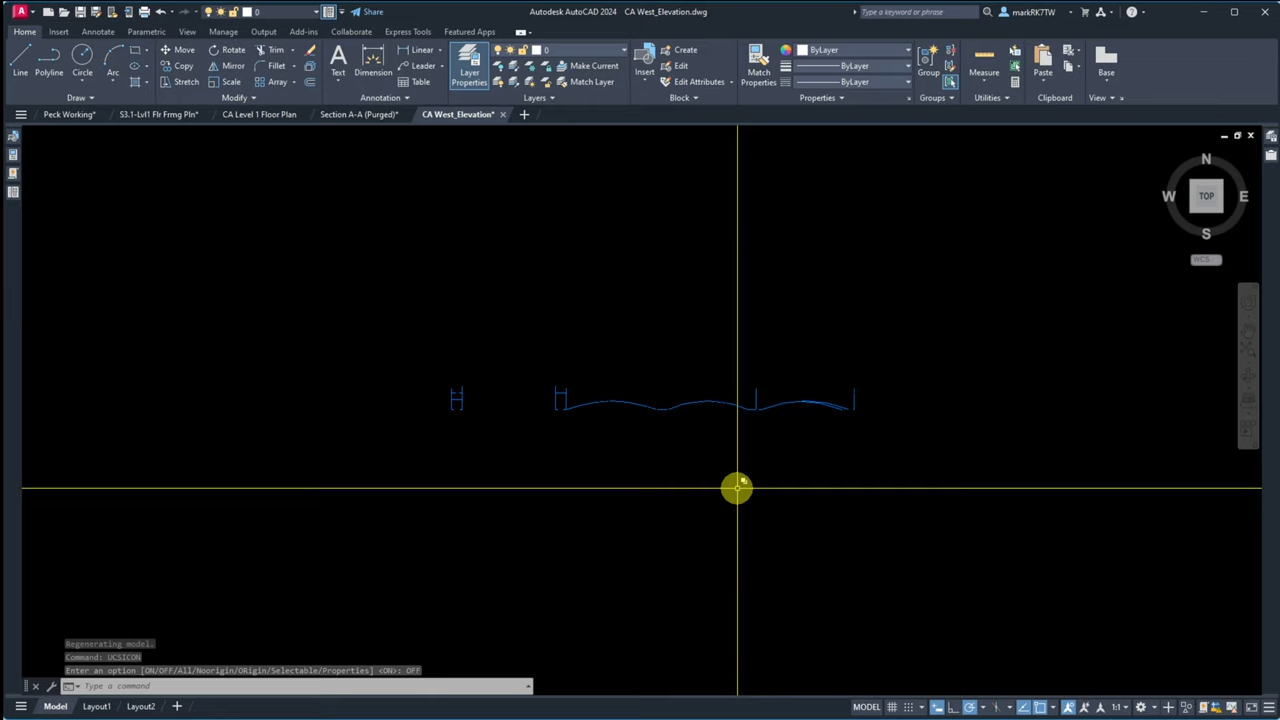 A Share Autodesk AutoCAD 2024 CA West_Elevation.dwg Type a keyword or phrase markRK7TW
Home Insert Annotate Parametric View Manage Output Add-ins Collaborate Express Tools Featured Apps
Line Polyline Circle Arc Move Rotate Trim Text Dimension Linear Layer Properties 0 Insert Create Match Properties ByLayer Group Measure Paste Base
Copy Mirror Fillet Leader Make Current Edit ByLayer
Stretch Scale Array Table Match Layer Edit Attributes ByLayer
Draw Modify Annotation Layers Block Properties Groups Utilities Clipboard View
Peck Working* S3.1-Lvl1 Flr Frmg Pln* CA Level 1 Floor Plan Section A-A (Purged)* CA West_Elevation*
N
W TOP E
S
WCS
Regenerating model.
Command: UCSICON
Enter an option [ON/OFF/All/Noorigin/ORigin/Selectable/Properties] <ON>: OFF
Type a command
Model Layout1 Layout2 MODEL 1:1